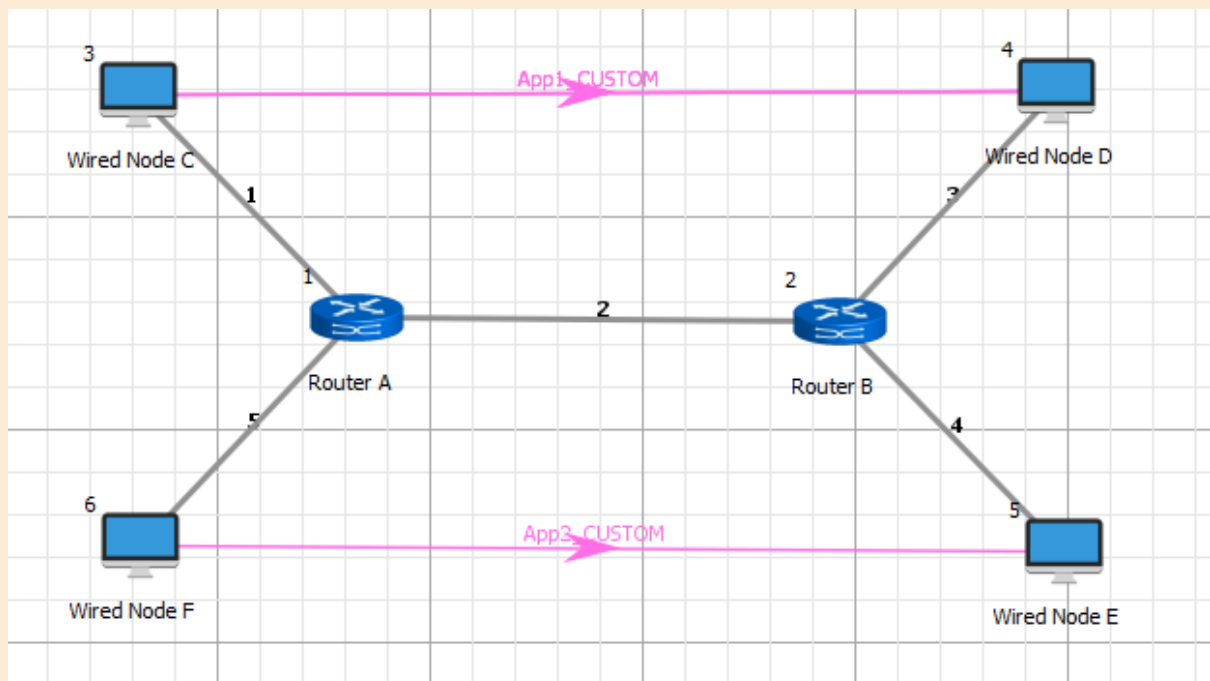 3
4
App1_CUSTOM
Wired Node C
Wired Node D
1
3
1
2
2
Router A
Router B
5
4
6
5
App2_CUSTOM
Wired Node F
Wired Node E